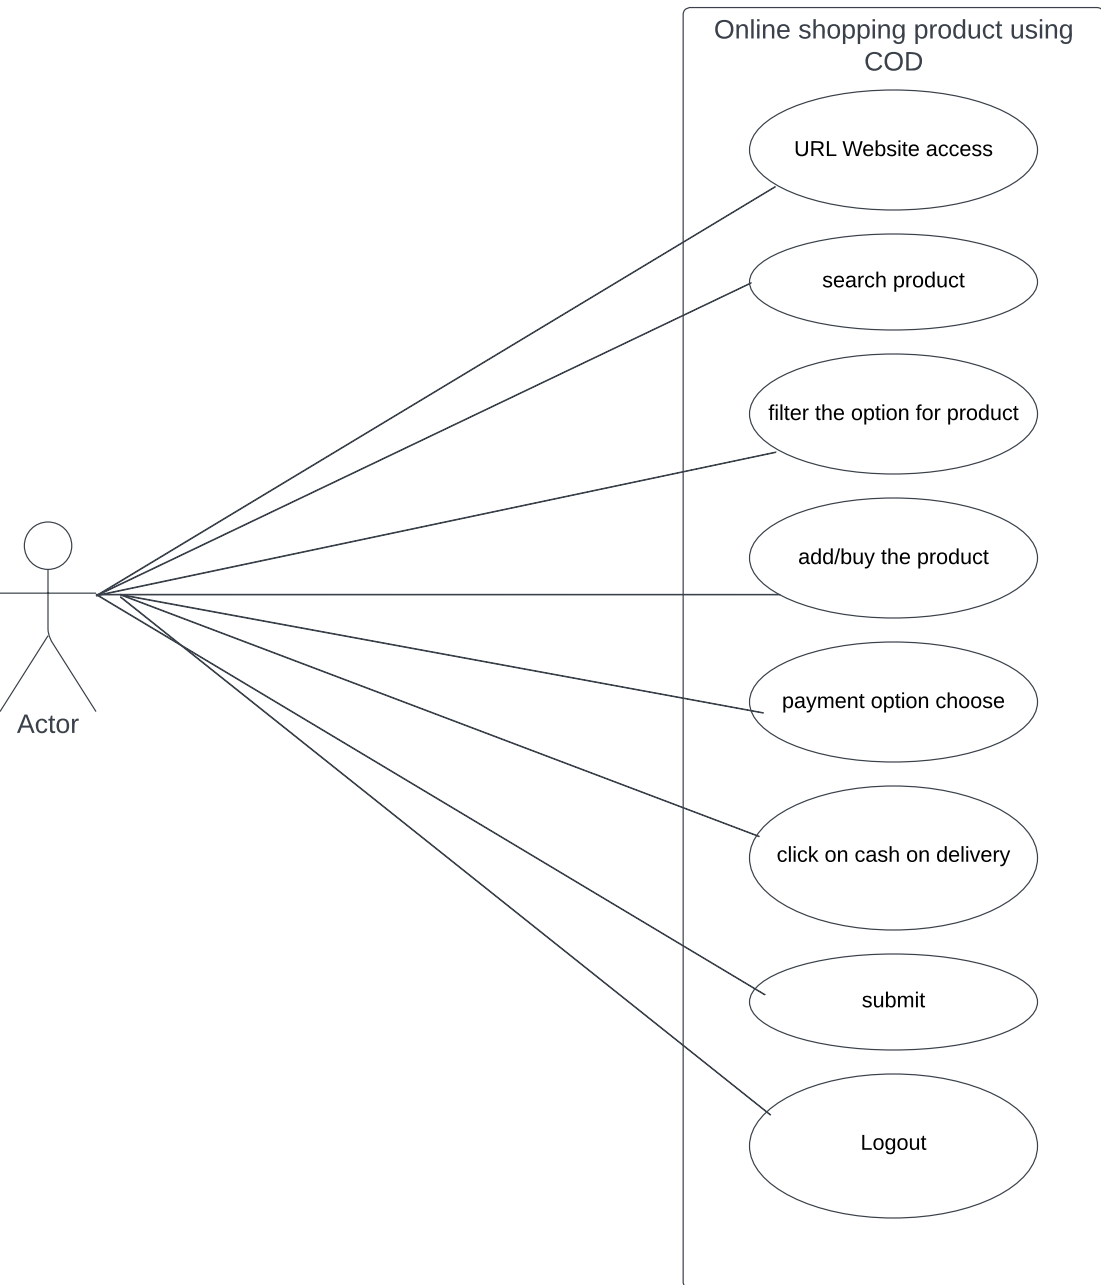 Online shopping product using
COD
URL Website access
search product
filter the option for product
add/buy the product
payment option choose
click on cash on delivery
submit
Logout
Actor